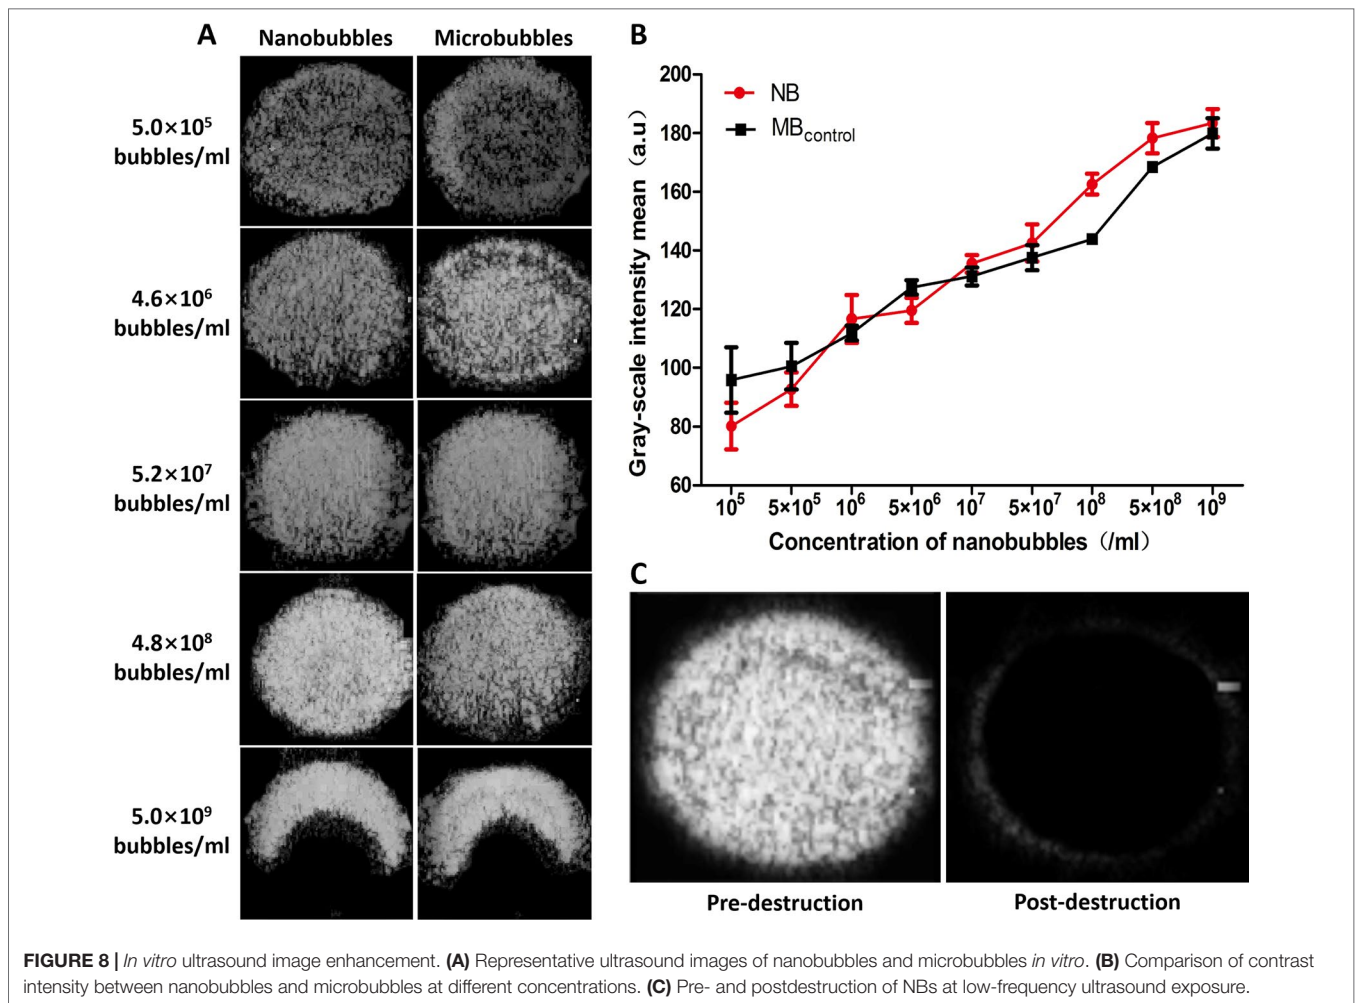 A
Nanobubbles
Microbubbles
5.0×10⁵
bubbles/ml
4.6×10⁶
bubbles/ml
5.2×10⁷
bubbles/ml
4.8×10⁸
bubbles/ml
5.0×10⁹
bubbles/ml
B
NB
MBcontrol
Gray-scale intensity mean（a.u）
200
180
160
140
120
100
80
60
10⁵ 5×10⁵ 10⁶ 5×10⁶ 10⁷ 5×10⁷ 10⁸ 5×10⁸ 10⁹
Concentration of nanobubbles（/ml）
C
Pre-destruction
Post-destruction
FIGURE 8 | In vitro ultrasound image enhancement. (A) Representative ultrasound images of nanobubbles and microbubbles in vitro. (B) Comparison of contrast
intensity between nanobubbles and microbubbles at different concentrations. (C) Pre- and postdestruction of NBs at low-frequency ultrasound exposure.